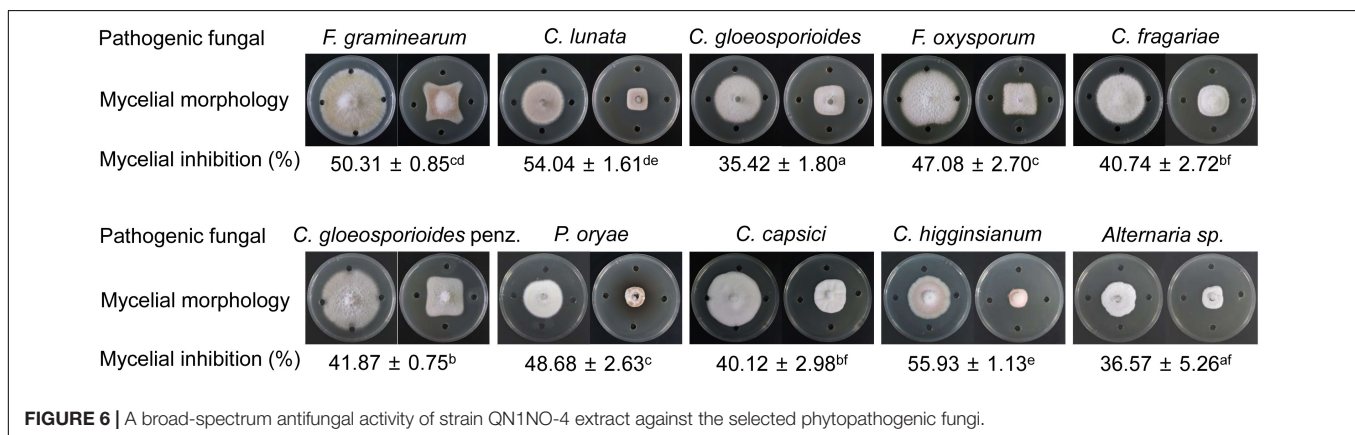 Pathogenic fungal F. graminearum C. lunata C. gloeosporioides F. oxysporum C. fragariae
Mycelial morphology
Mycelial inhibition (%) 50.31 ± 0.85cd 54.04 ± 1.61de 35.42 ± 1.80a 47.08 ± 2.70c 40.74 ± 2.72bf
Pathogenic fungal C. gloeosporioides penz. P. oryae C. capsici C. higginsianum Alternaria sp.
Mycelial morphology
Mycelial inhibition (%) 41.87 ± 0.75b 48.68 ± 2.63c 40.12 ± 2.98bf 55.93 ± 1.13e 36.57 ± 5.26af
FIGURE 6 | A broad-spectrum antifungal activity of strain QN1NO-4 extract against the selected phytopathogenic fungi.